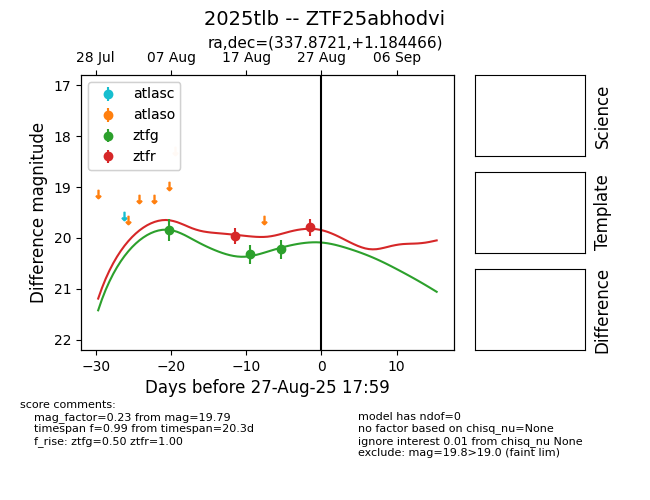 2025tlb -- ZTF25abhodvi
ra,dec=(337.8721,+1.184466)
28 Jul 07 Aug 17 Aug 27 Aug 06 Sep
atlasc
atlaso
ztfg
ztfr
17
18
19
20
21
22
Difference magnitude
−30 −20 −10 0 10
Days before 27-Aug-25 17:59
Science
Template
Difference
score comments:
mag_factor=0.23 from mag=19.79
timespan f=0.99 from timespan=20.3d
f_rise: ztfg=0.50 ztfr=1.00
model has ndof=0
no factor based on chisq_nu=None
ignore interest 0.01 from chisq_nu None
exclude: mag=19.8>19.0 (faint lim)